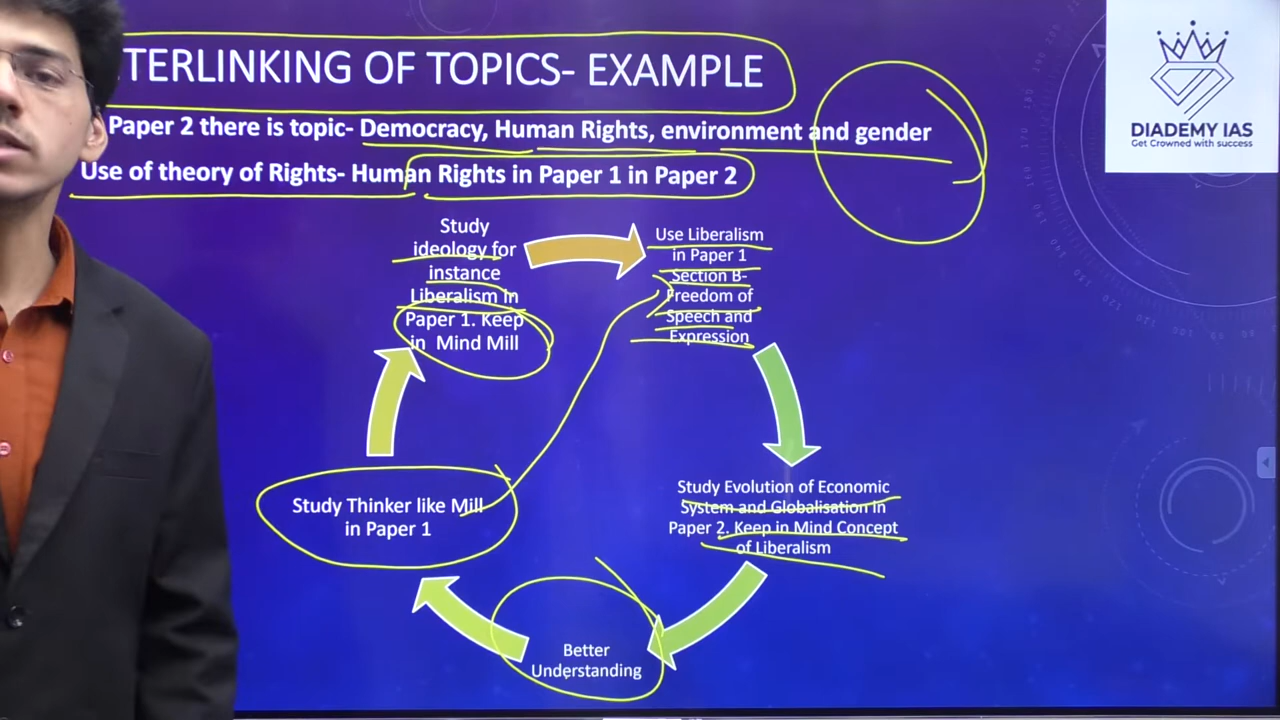 TERLINKING OF TOPICS- EXAMPLE
Paper 2 there is topic- Democracy, Human Rights, environment and gender
Use of theory of Rights- Human Rights in Paper 1 in Paper 2
DIADEMY IAS
Get Crowned with success
Study
ideology for
instance
Liberalism in
Paper 1. Keep
in Mind Mill
Use Liberalism
in Paper 1
Section B-
Freedom of
Speech and
Expression
Study Evolution of Economic
System and Globalisation in
Paper 2. Keep in Mind Concept
of Liberalism
Better
Understanding
Study Thinker like Mill
in Paper 1